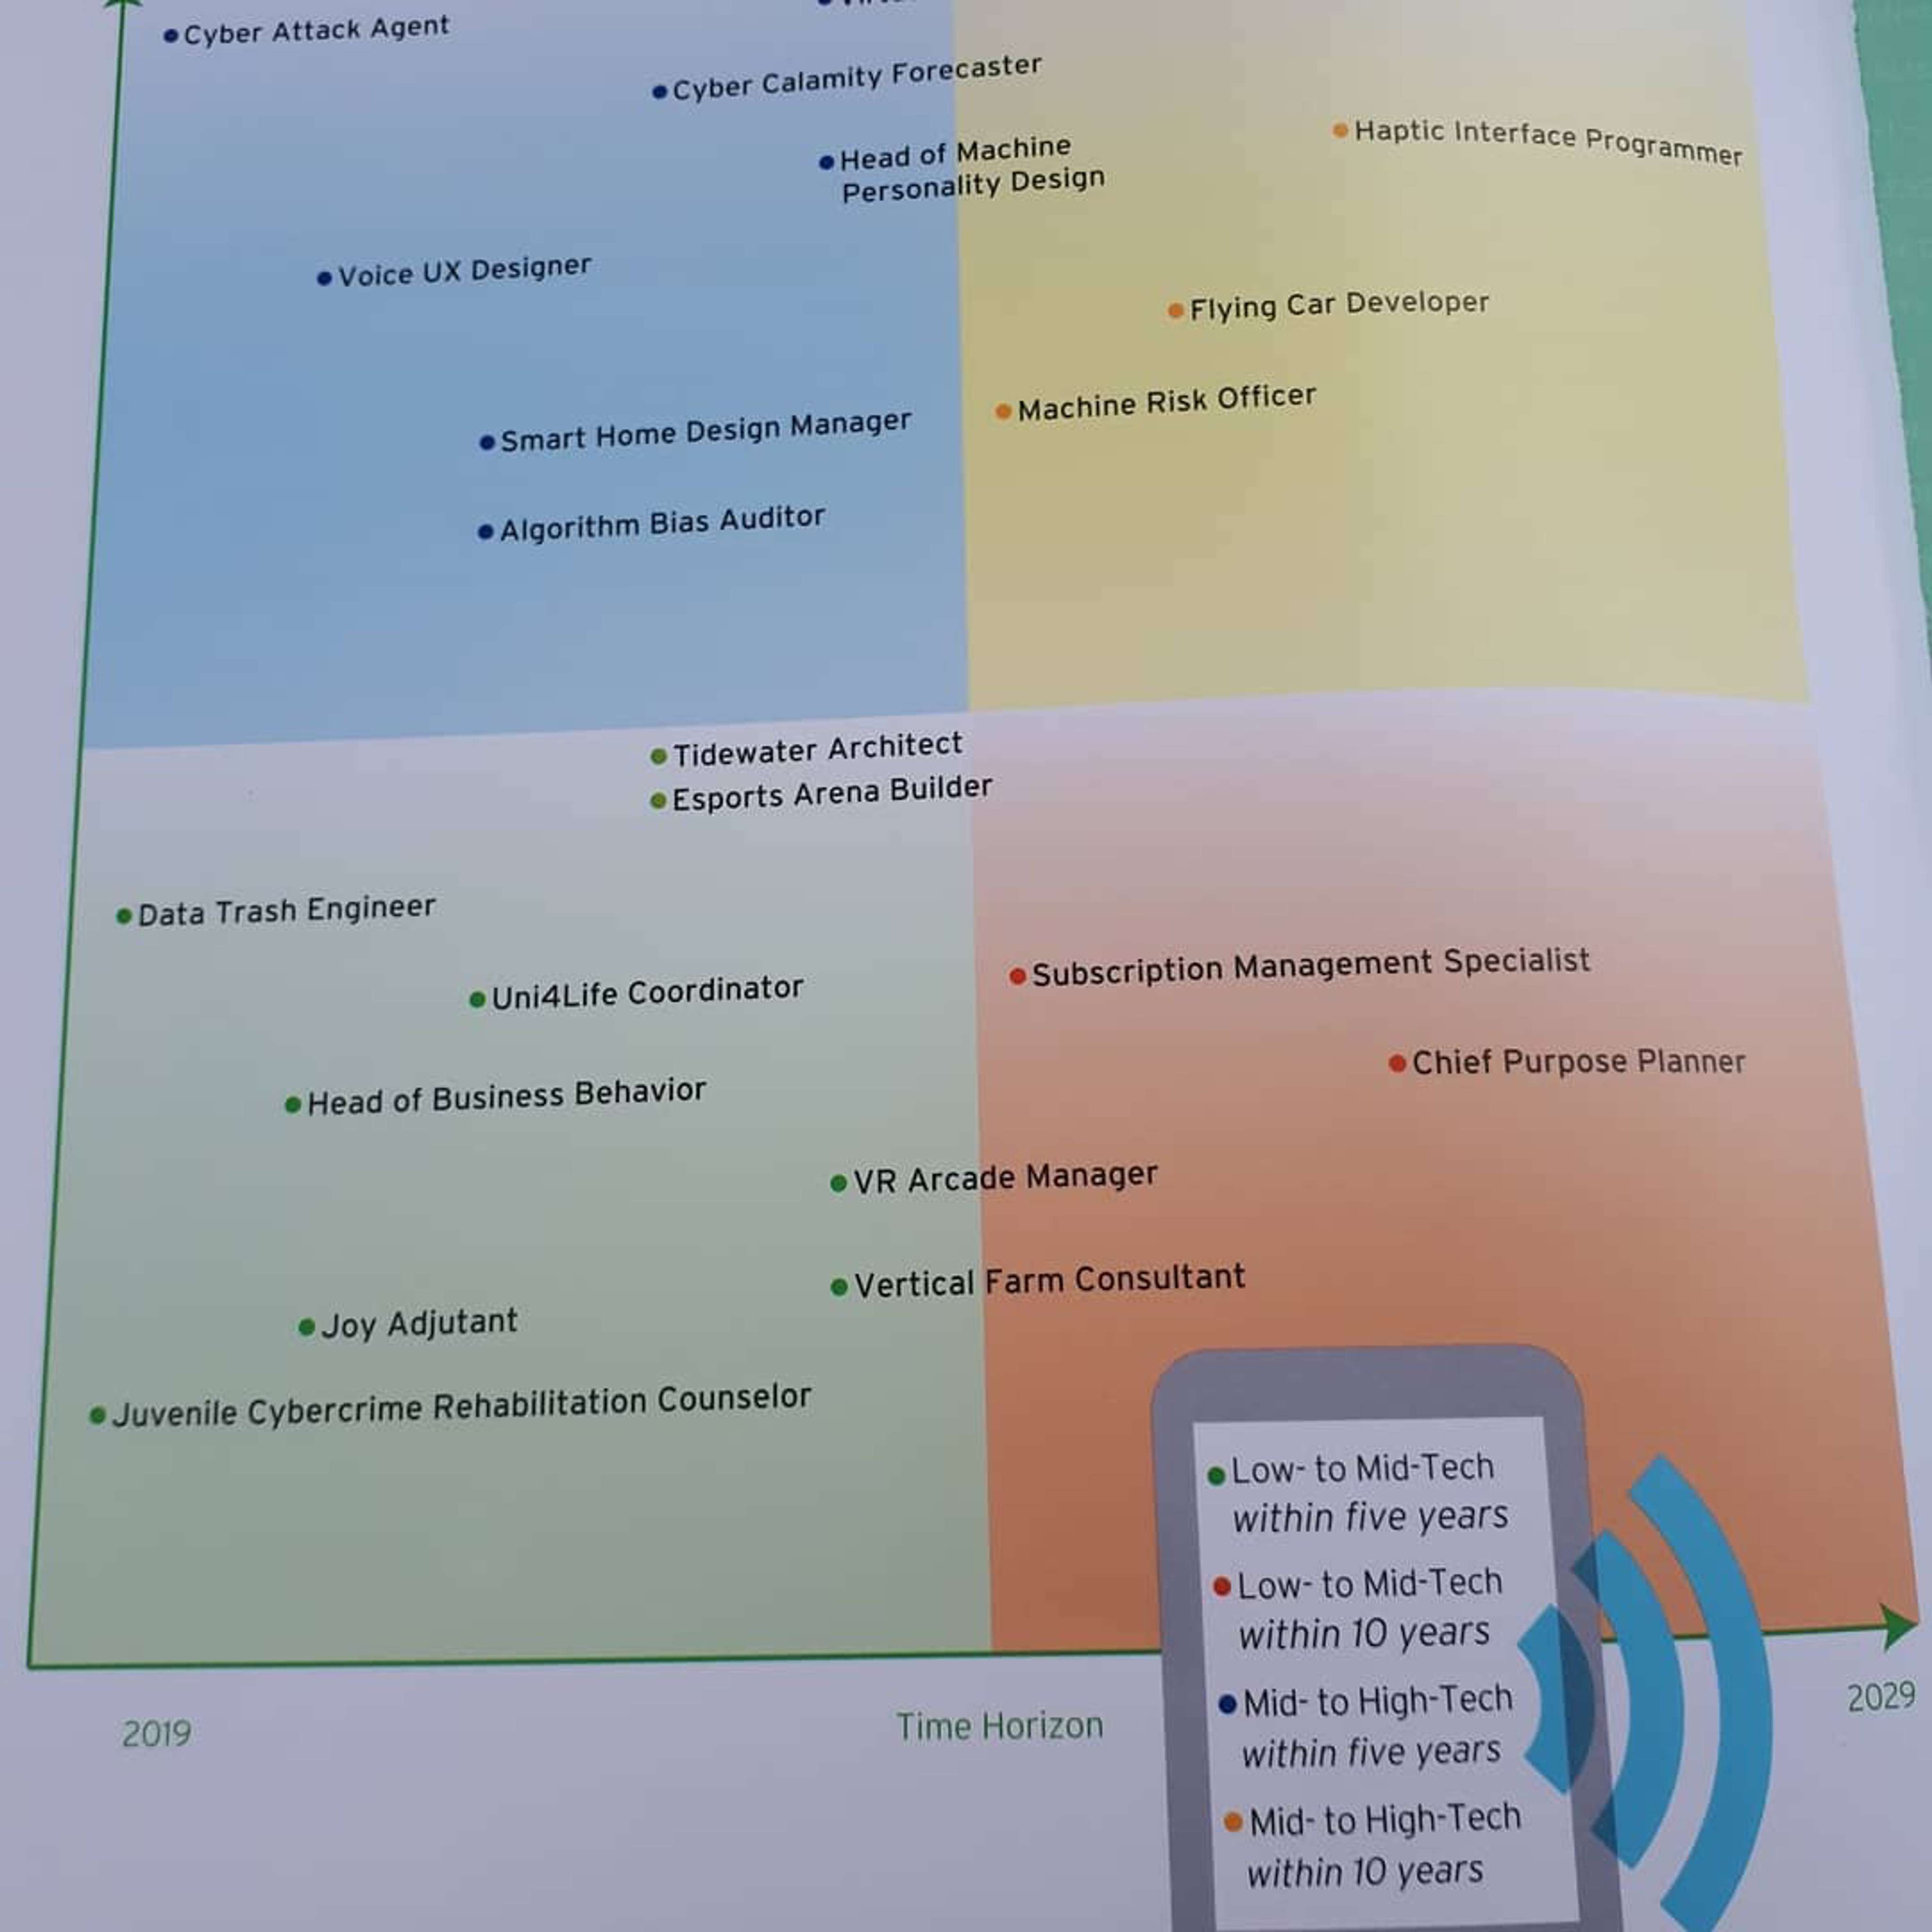 Cyber Attack Agent
Cyber Calamity Forecaster
Haptic Interface Programmer
Head of Machine
Personality Design
Voice UX Designer
Flying Car Developer
Machine Risk Officer
Smart Home Design Manager
Algorithm Bias Auditor
Tidewater Architect
Esports Arena Builder
Data Trash Engineer
Subscription Management Specialist
Uni4Life Coordinator
Chief Purpose Planner
Head of Business Behavior
VR Arcade Manager
Vertical Farm Consultant
Joy Adjutant
Juvenile Cybercrime Rehabilitation Counselor
Low- to Mid-Tech
within five years
Low- to Mid-Tech
within 10 years
Mid- to High-Tech
within five years
Mid- to High-Tech
within 10 years
2019
Time Horizon
2029